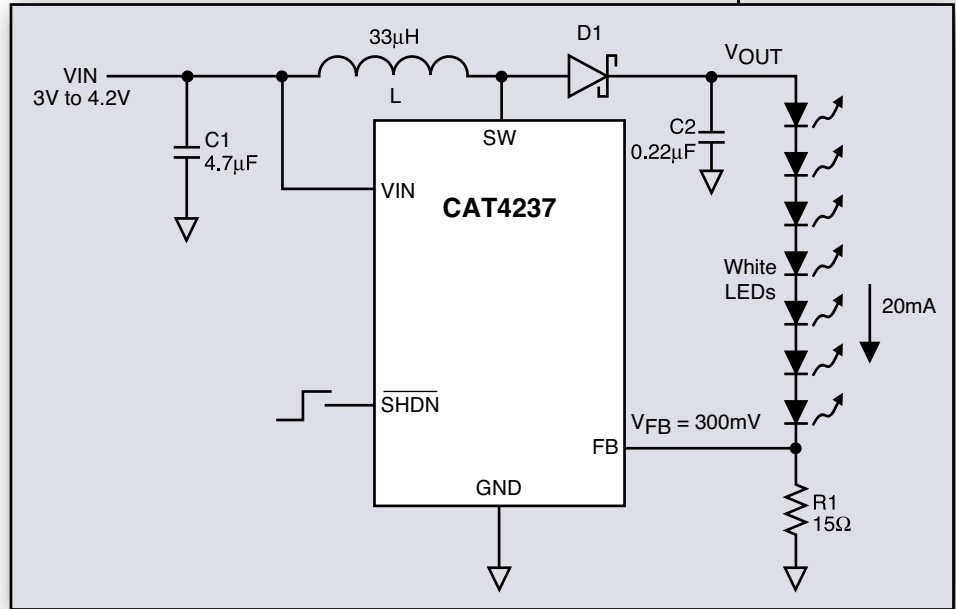 33µH
D1
VIN
3V to 4.2V
L
VOUT
C1
4.7µF
SW
C2
0.22µF
VIN
CAT4237
White
LEDs
20mA
SHDN
VFB = 300mV
FB
GND
R1
15Ω